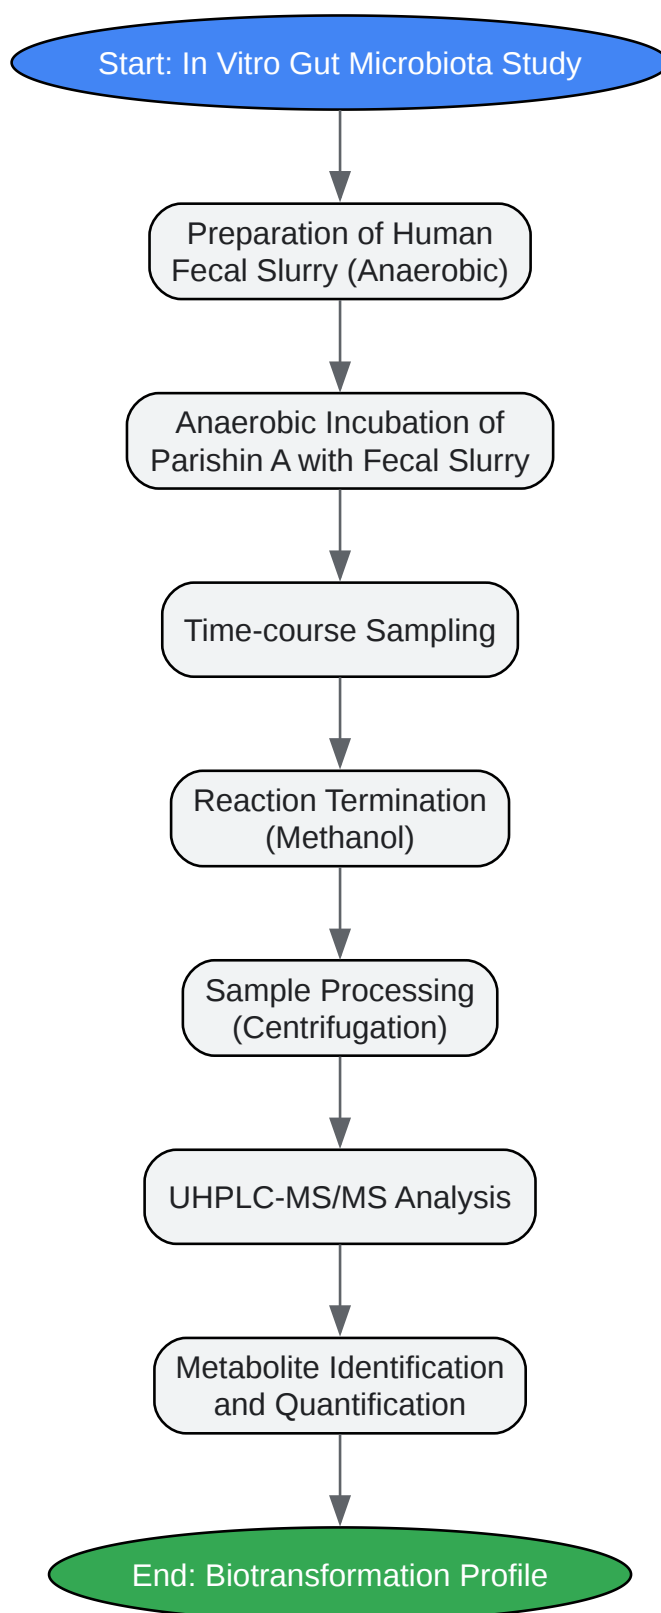 Start: In Vitro Gut Microbiota Study
Preparation of Human
Fecal Slurry (Anaerobic)
Anaerobic Incubation of
Parishin A with Fecal Slurry
Time-course Sampling
Reaction Termination
(Methanol)
Sample Processing
(Centrifugation)
UHPLC-MS/MS Analysis
Metabolite Identification
and Quantification
End: Biotransformation Profile